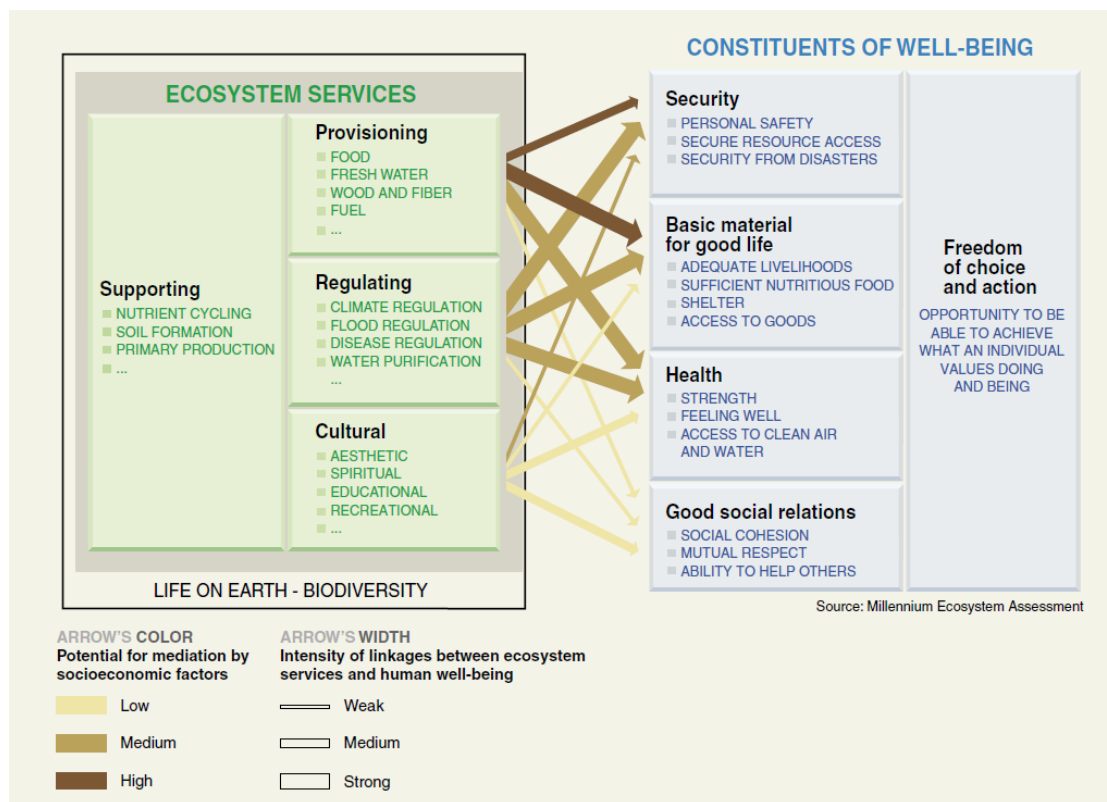 CONSTITUENTS OF WELL-BEING
ECOSYSTEM SERVICES
Supporting
NUTRIENT CYCLING
SOIL FORMATION
PRIMARY PRODUCTION
...
Provisioning
FOOD
FRESH WATER
WOOD AND FIBER
FUEL
...
Regulating
CLIMATE REGULATION
FLOOD REGULATION
DISEASE REGULATION
WATER PURIFICATION
...
Cultural
AESTHETIC
SPIRITUAL
EDUCATIONAL
RECREATIONAL
...
LIFE ON EARTH - BIODIVERSITY
Security
PERSONAL SAFETY
SECURE RESOURCE ACCESS
SECURITY FROM DISASTERS
Basic material
for good life
ADEQUATE LIVELIHOODS
SUFFICIENT NUTRITIOUS FOOD
SHELTER
ACCESS TO GOODS
Health
STRENGTH
FEELING WELL
ACCESS TO CLEAN AIR
AND WATER
Good social relations
SOCIAL COHESION
MUTUAL RESPECT
ABILITY TO HELP OTHERS
Freedom
of choice
and action
OPPORTUNITY TO BE
ABLE TO ACHIEVE
WHAT AN INDIVIDUAL
VALUES DOING
AND BEING
Source: Millennium Ecosystem Assessment
ARROW'S COLOR
Potential for mediation by
socioeconomic factors
Low
Medium
High
ARROW'S WIDTH
Intensity of linkages between ecosystem
services and human well-being
Weak
Medium
Strong